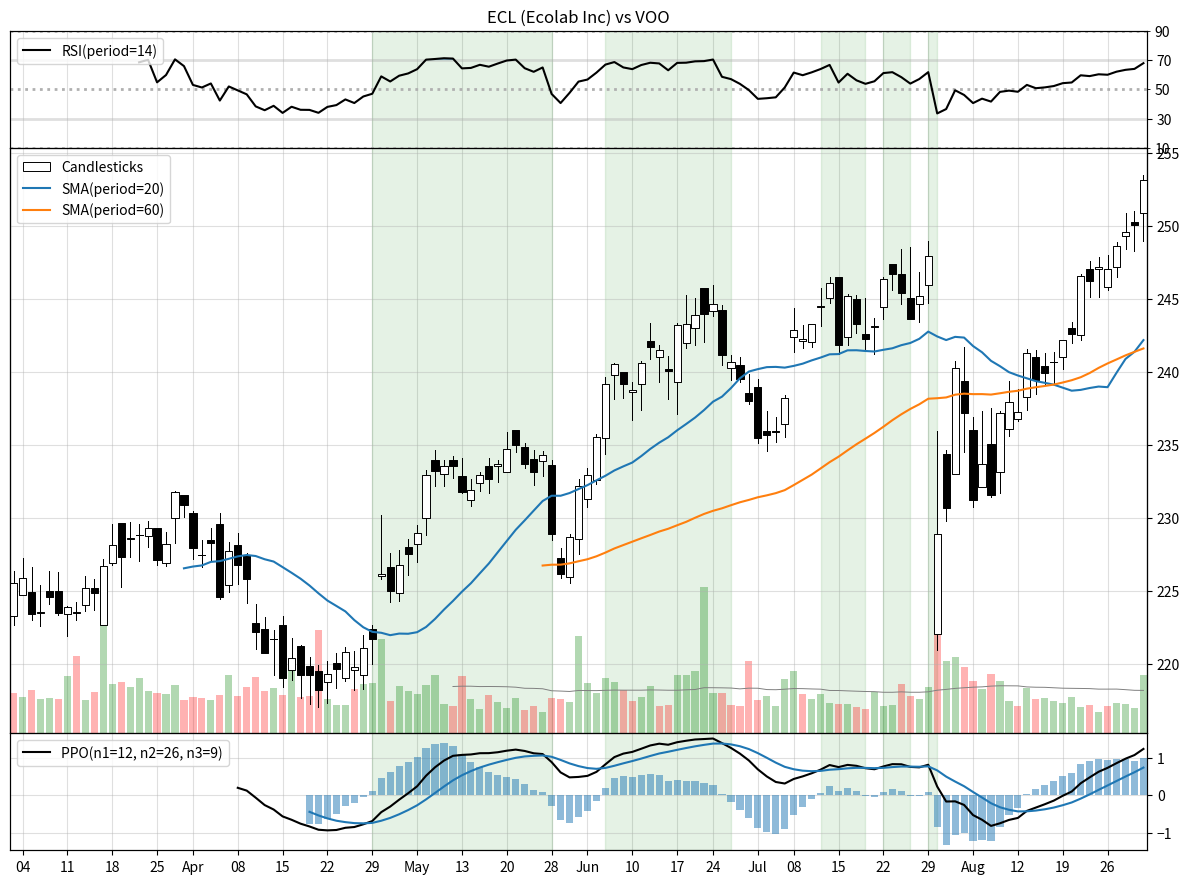 ECL (Ecolab Inc) vs VOO
RSI(period=14)
90
70
50
30
10
Candlesticks
SMA(period=20)
SMA(period=60)
255
250
245
240
235
230
225
220
PPO(n1=12, n2=26, n3=9)
1
0
−1
04 11 18 25 Apr 08 15 22 29 May 13 20 28 Jun 10 17 24 Jul 08 15 22 29 Aug 12 19 26